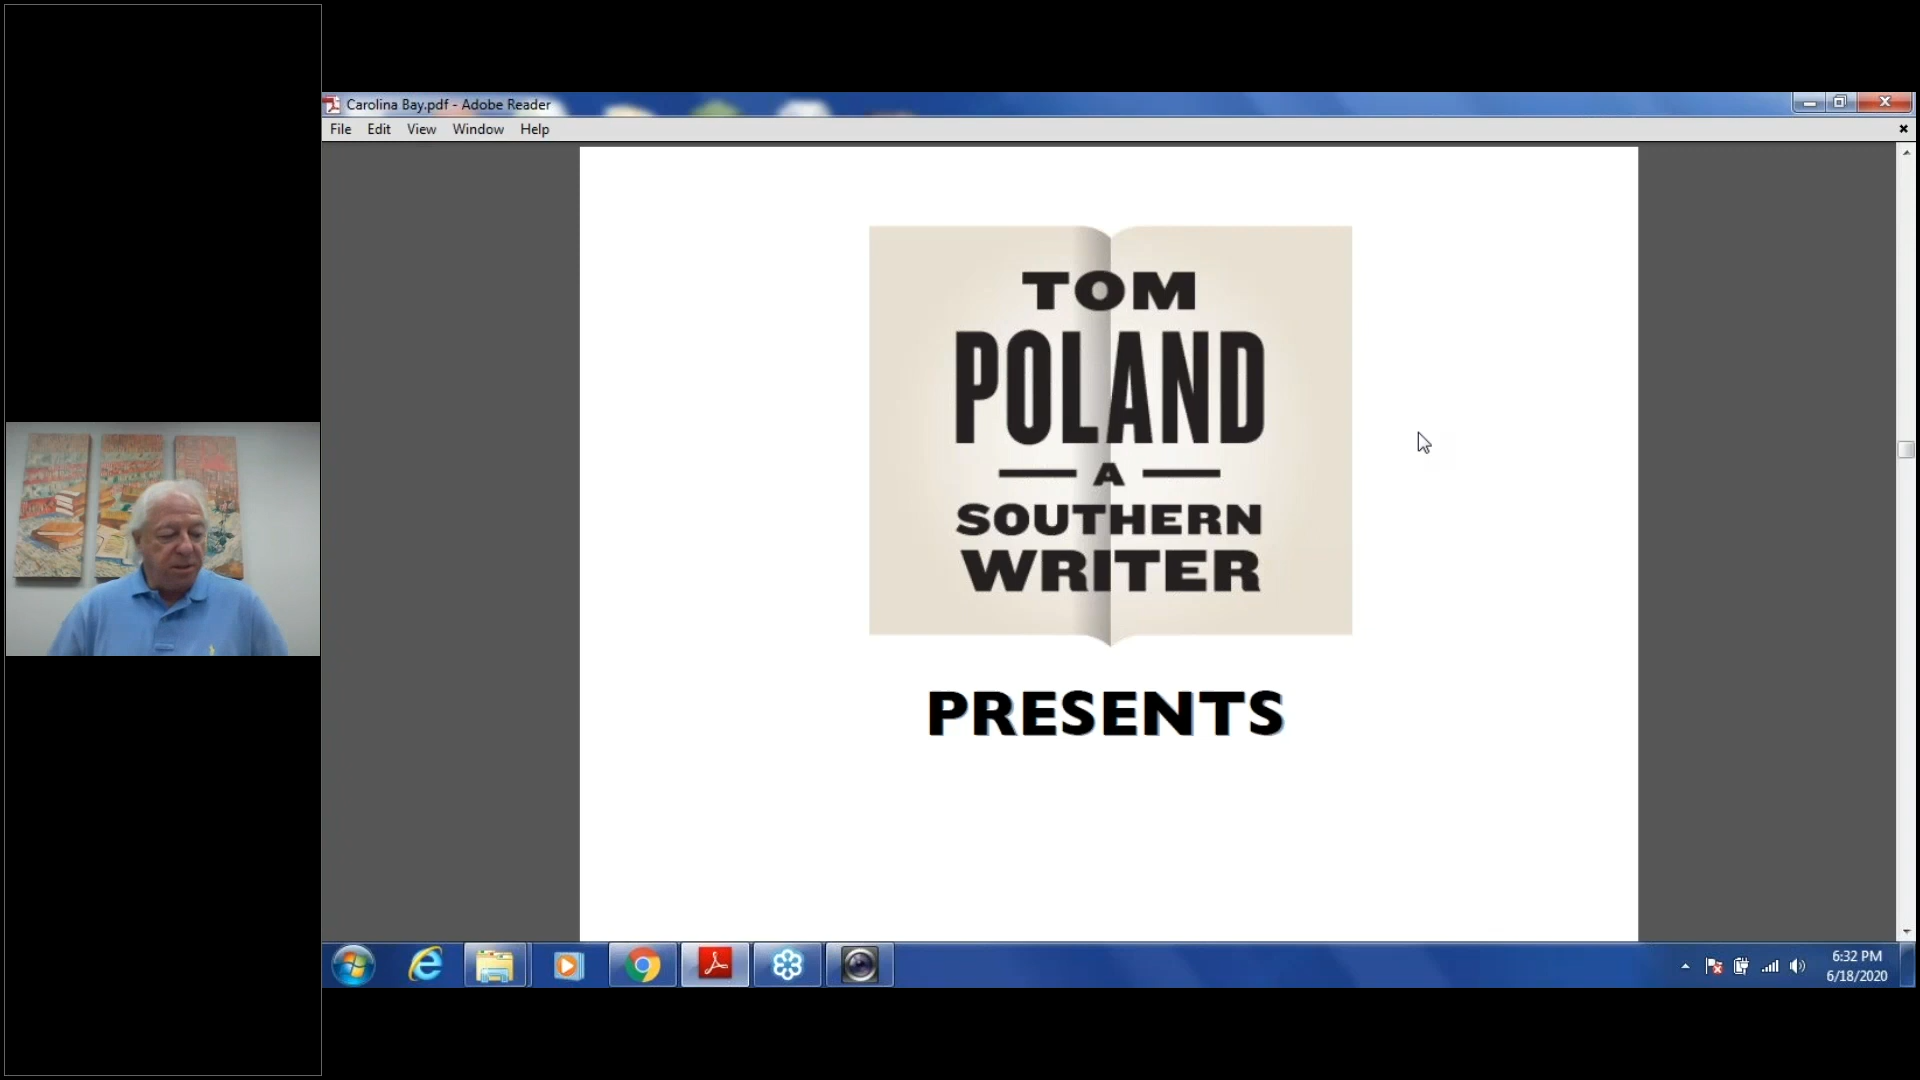 Carolina Bay.pdf - Adobe Reader
File Edit View Window Help
TOM
POLAND
A
SOUTHERN
WRITER
PRESENTS
6:32 PM
6/18/2020